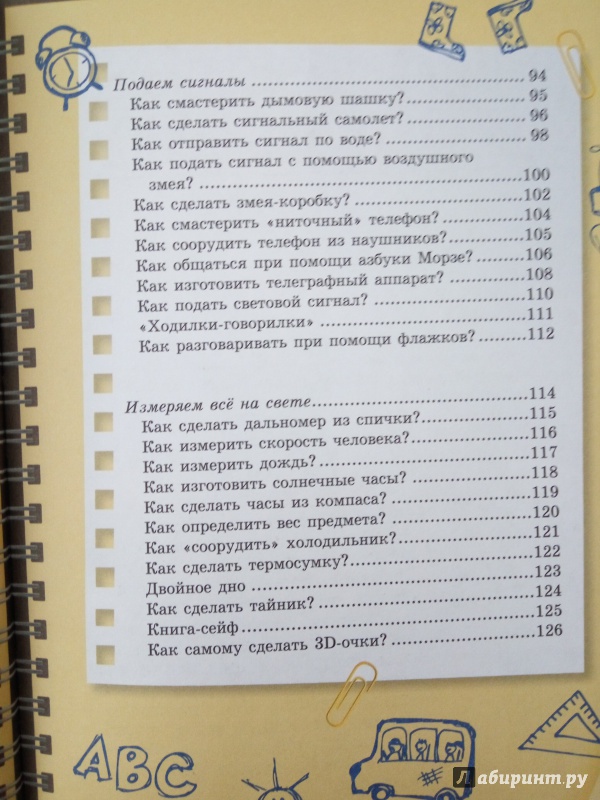 Подаем сигналы ........ 94
Как смастерить дымовую шашку? ........ 95
Как сделать сигнальный самолет? ........ 96
Как отправить сигнал по воде? ........ 98
Как подать сигнал с помощью воздушного
змея? ........ 100
Как сделать змея-коробку? ........ 102
Как смастерить «ниточный» телефон? ........ 104
Как соорудить телефон из наушников? ........ 105
Как общаться при помощи азбуки Морзе? ........ 106
Как изготовить телеграфный аппарат? ........ 108
Как подать световой сигнал? ........ 110
«Ходилки-говорилки» ........ 111
Как разговаривать при помощи флажков? ........ 112
Измеряем всё на свете ........ 114
Как сделать дальномер из спички? ........ 115
Как измерить скорость человека? ........ 116
Как измерить дождь? ........ 117
Как изготовить солнечные часы? ........ 118
Как сделать часы из компаса? ........ 119
Как определить вес предмета? ........ 120
Как «соорудить» холодильник? ........ 121
Как сделать термосумку? ........ 122
Двойное дно ........ 123
Как сделать тайник? ........ 124
Книга-сейф ........ 125
Как самому сделать 3D-очки? ........ 126
ABC
Лабиринт.ру